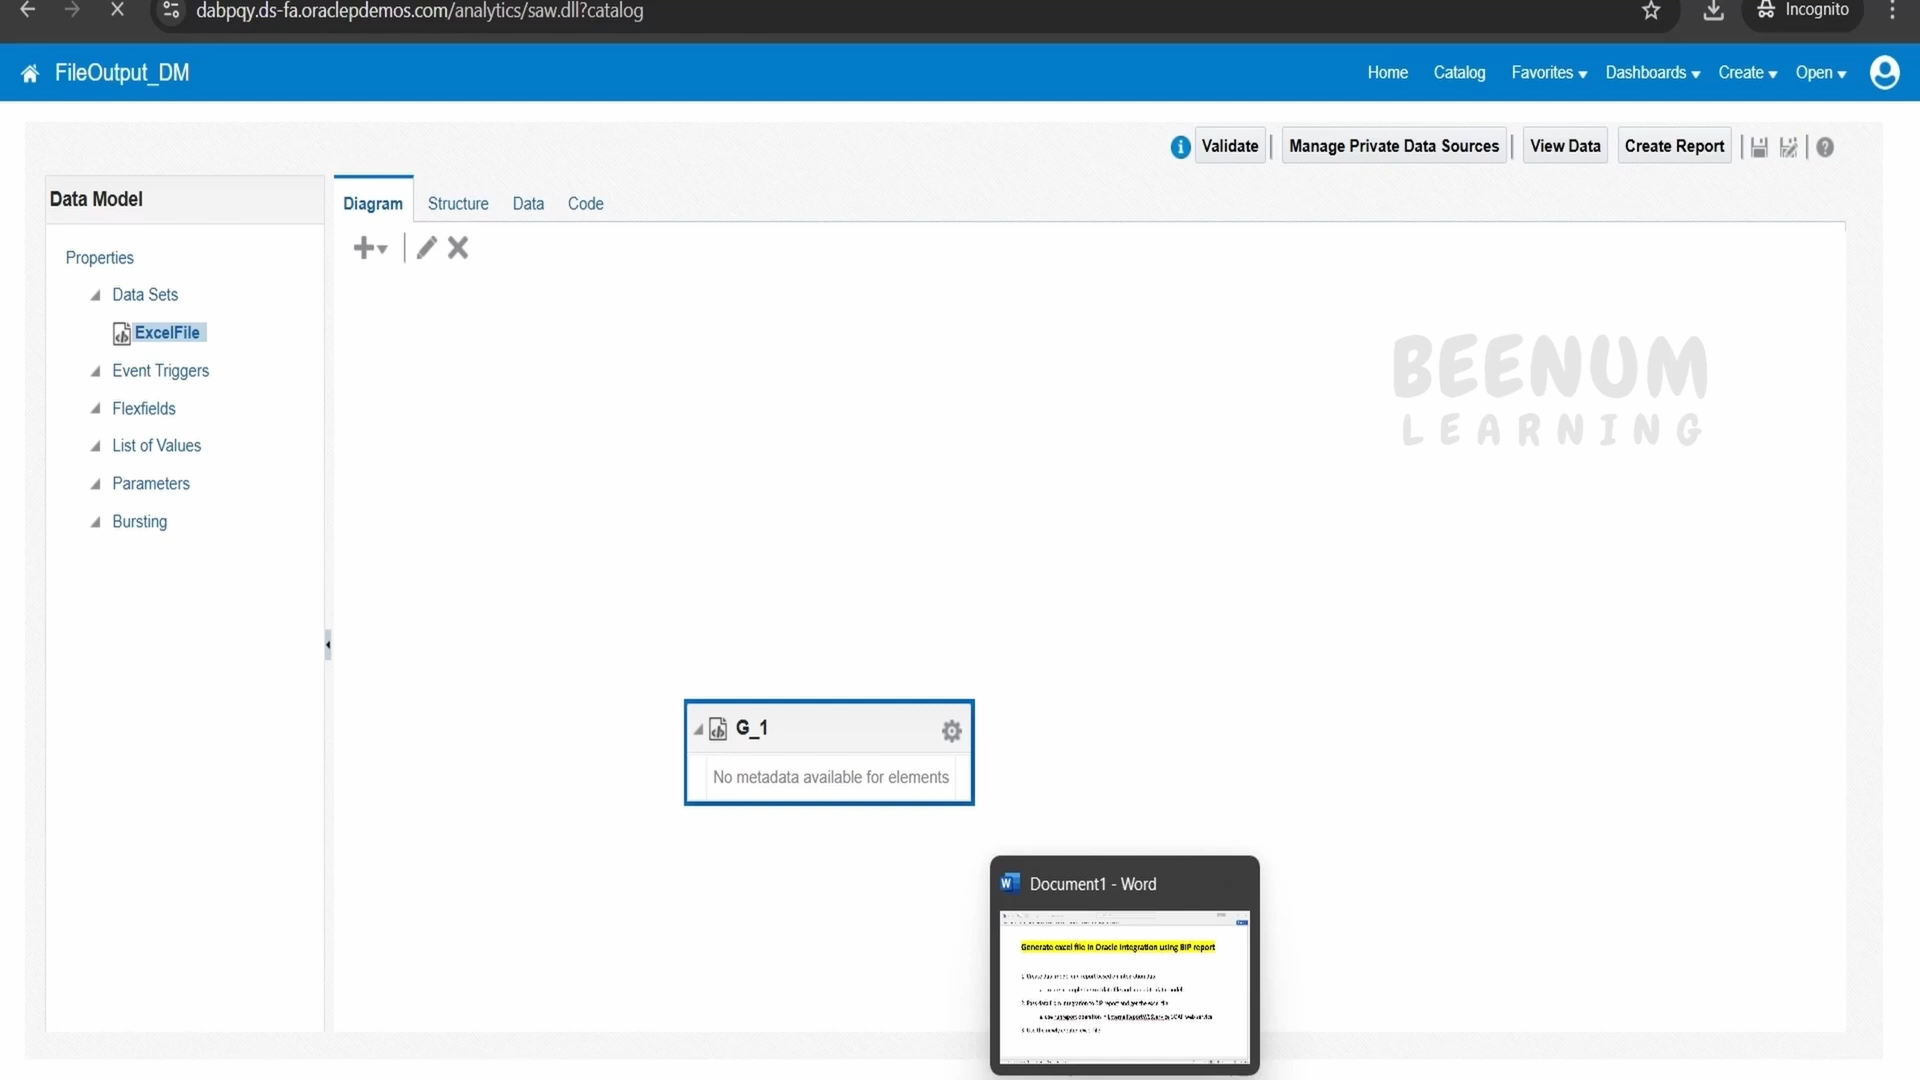 dabpqy.ds-fa.oraclepdemos.com/analytics/saw.dll?catalog
Incognito
FileOutput_DM
Home
Catalog
Favorites
Dashboards
Create
Open
Validate
Manage Private Data Sources
View Data
Create Report
Data Model
Diagram
Structure
Data
Code
Properties
Data Sets
ExcelFile
Event Triggers
Flexfields
List of Values
Parameters
Bursting
BEENUM
LEARNING
G_1
No metadata available for elements
Document1 - Word
Generate excel file in Oracle Integration using BIP report